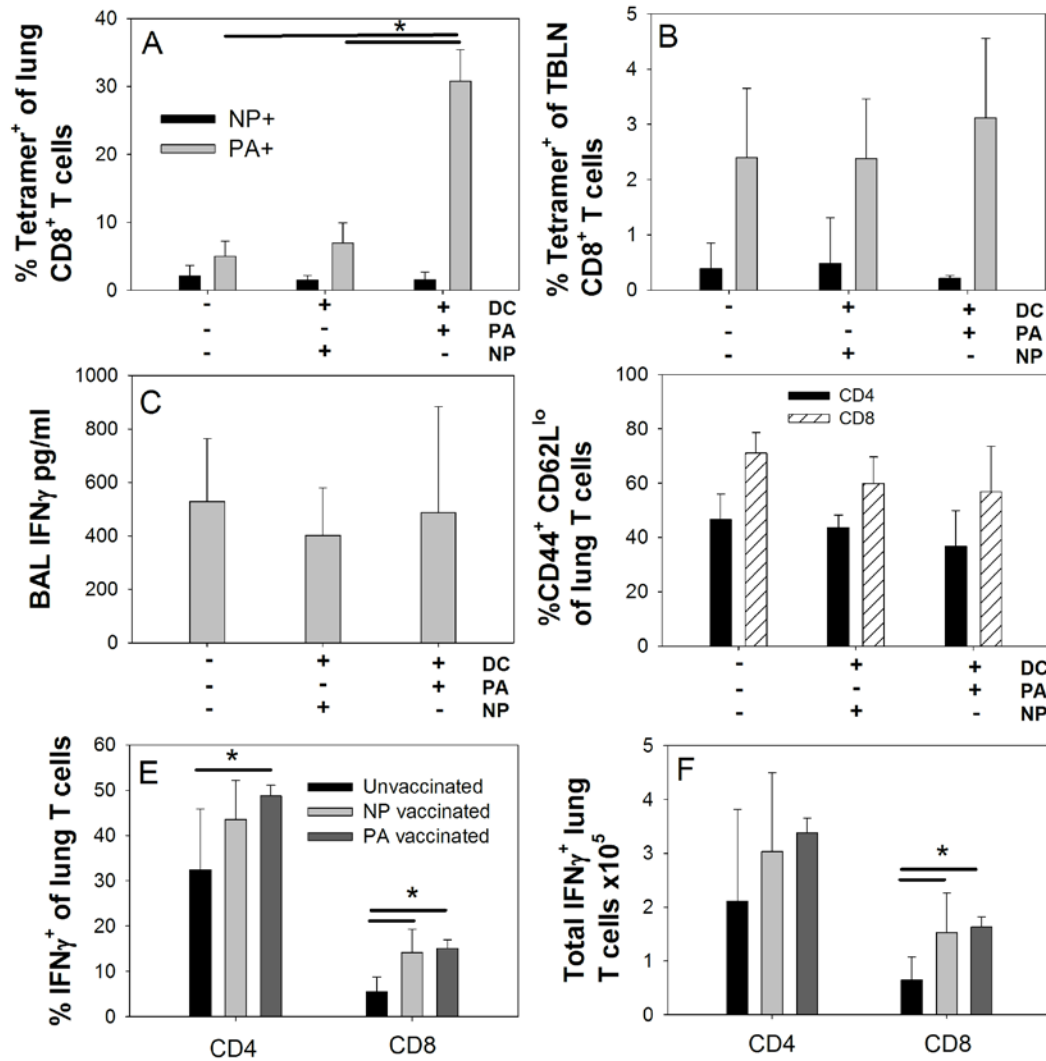 A
% Tetramer⁺ of lung
CD8⁺ T cells
40
30
20
10
0
*
NP+
PA+
- + + DC
- - + PA
- + - NP
B
% Tetramer⁺ of TBLN
CD8⁺ T cells
5
4
3
2
1
0
- + + DC
- - + PA
- + - NP
C
BAL IFNγ pg/ml
1000
800
600
400
200
0
- + + DC
- - + PA
- + - NP
%CD44⁺ CD62Lˡᵒ
of lung T cells
100
80
60
40
20
0
CD4
CD8
- + + DC
- - + PA
- + - NP
E
% IFNγ⁺ of lung T cells
60
50
40
30
20
10
0
*
*
Unvaccinated
NP vaccinated
PA vaccinated
CD4 CD8
F
Total IFNγ⁺ lung
T cells x10⁵
5
4
3
2
1
0
*
CD4 CD8